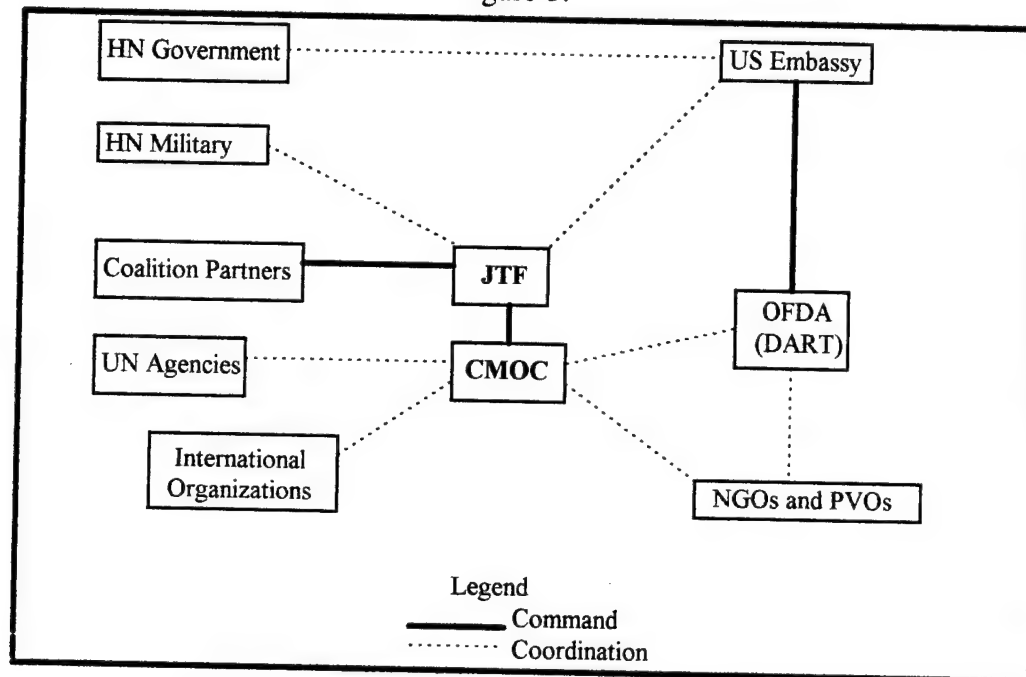 HN Government
US Embassy
HN Military
Coalition Partners
JTF
OFDA
(DART)
UN Agencies
CMOC
International
Organizations
NGOs and PVOs
Legend
Command
Coordination